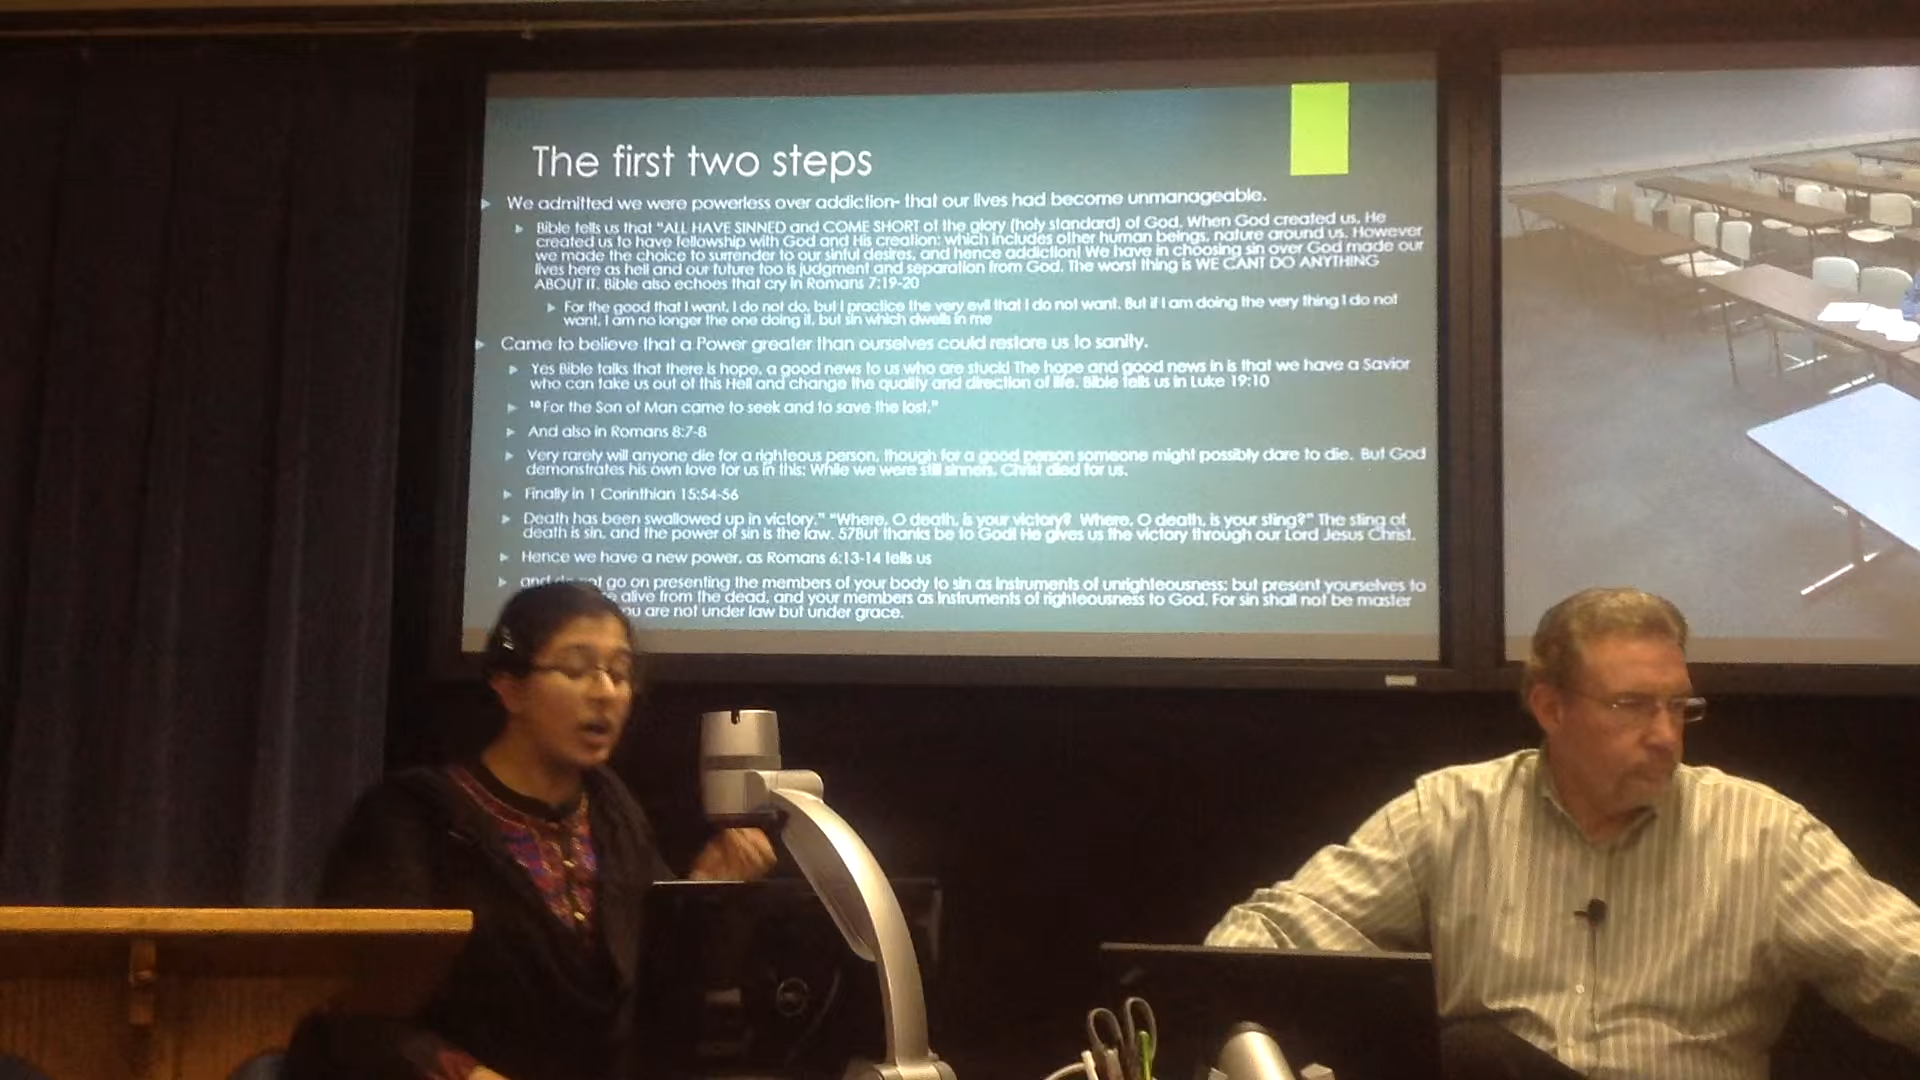 The first two steps
We admitted we were powerless over addiction- that our lives had become unmanageable.
Bible tells us that "ALL HAVE SINNED and COME SHORT of the glory (holy standard) of God. When God created us, He
created us to have fellowship with God and His creation; which includes other human beings, nature around us. However
we made the choice to surrender to our sinful desires, and hence addiction! We have in choosing sin over God made our
lives here as hell and our future too is judgment and separation from God. The worst thing is WE CANT DO ANYTHING
ABOUT IT. Bible also echoes that cry in Romans 7:19-20
For the good that I want, I do not do, but I practice the very evil that I do not want. But if I am doing the very thing I do not
want, I am no longer the one doing it, but sin which dwells in me
Came to believe that a Power greater than ourselves could restore us to sanity.
Yes Bible talks that there is hope, a good news to us who are stuck! The hope and good news in is that we have a Savior
who can take us out of this Hell and change the quality and direction of life. Bible tells us in Luke 19:10
10 For the Son of Man came to seek and to save the lost."
And also in Romans 8:7-8
Very rarely will anyone die for a righteous person, though for a good person someone might possibly dare to die. But God
demonstrates his own love for us in this: While we were still sinners, Christ died for us.
Finally in 1 Corinthian 15:54-56
Death has been swallowed up in victory." "Where, O death, is your victory? Where, O death, is your sting?" The sting of
death is sin, and the power of sin is the law. 57But thanks be to God! He gives us the victory through our Lord Jesus Christ.
Hence we have a new power, as Romans 6:13-14 tells us
and go on presenting the members of your body to sin as instruments of unrighteousness; but present yourselves to
alive from the dead, and your members as instruments of righteousness to God. For sin shall not be master
are not under law but under grace.